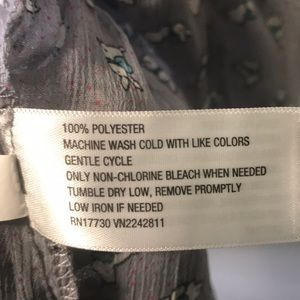 100% POLYESTER
MACHINE WASH COLD WITH LIKE COLORS
GENTLE CYCLE
ONLY NON-CHLORINE BLEACH WHEN NEEDED
TUMBLE DRY LOW, REMOVE PROMPTLY
LOW IRON IF NEEDED
RN17730 VN2242811